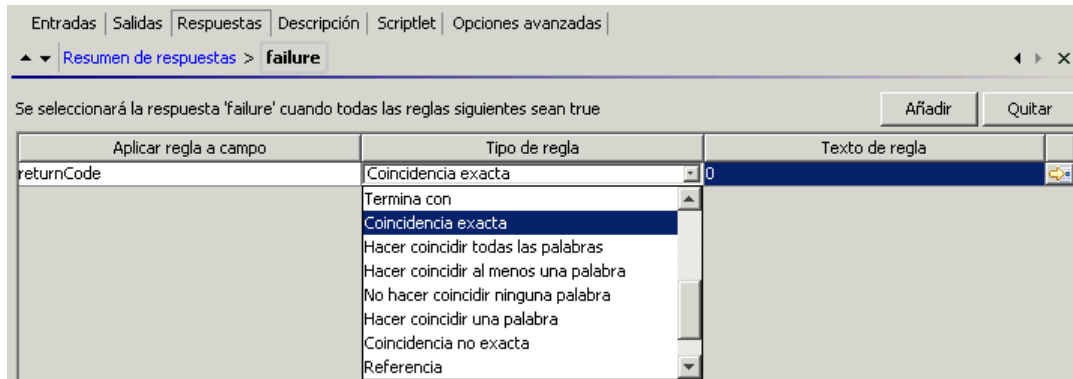 Entradas Salidas Respuestas Descripción Scriptlet Opciones avanzadas
Resumen de respuestas > failure
Se seleccionará la respuesta 'failure' cuando todas las reglas siguientes sean true Añadir Quitar
Aplicar regla a campo Tipo de regla Texto de regla
returnCode Coincidencia exacta 0
Termina con
Coincidencia exacta
Hacer coincidir todas las palabras
Hacer coincidir al menos una palabra
No hacer coincidir ninguna palabra
Hacer coincidir una palabra
Coincidencia no exacta
Referencia